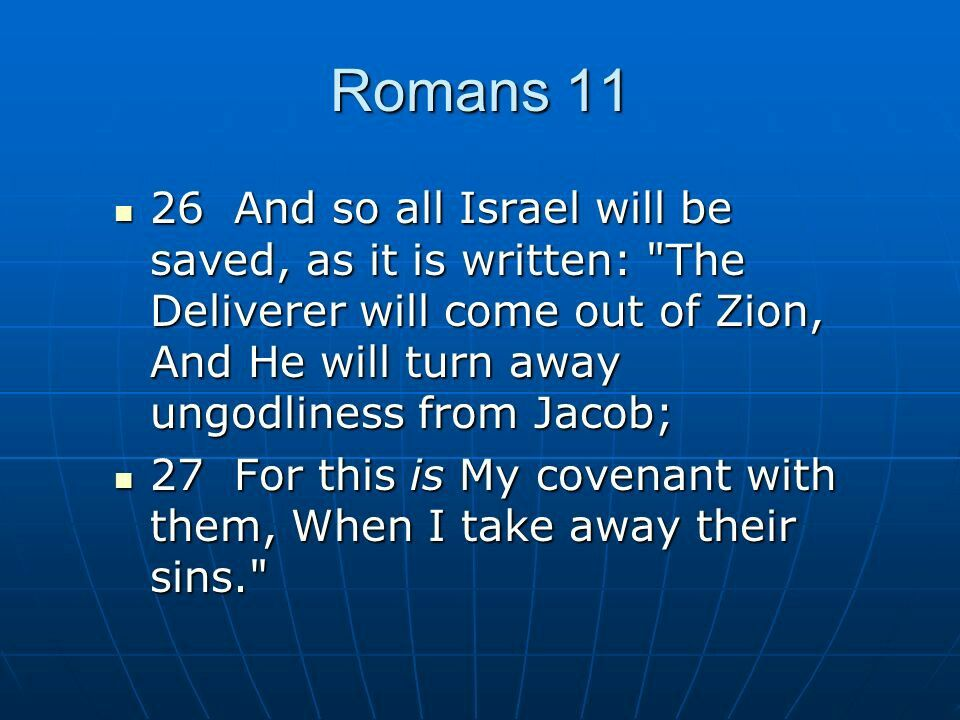 Romans 11
26 And so all Israel will be
saved, as it is written: "The
Deliverer will come out of Zion,
And He will turn away
ungodliness from Jacob;
27 For this is My covenant with
them, When I take away their
sins."